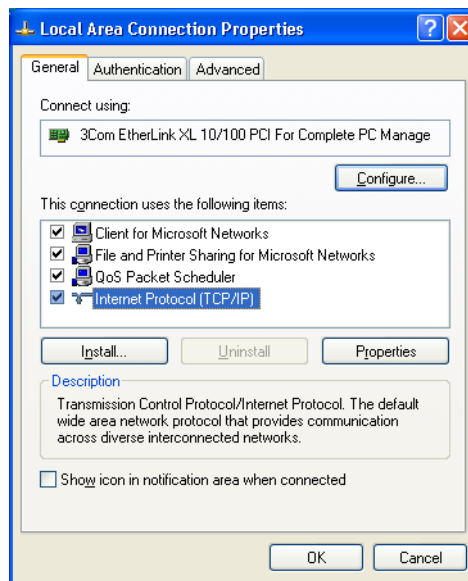 Local Area Connection Properties
General Authentication Advanced
Connect using:
3Com EtherLink XL 10/100 PCI For Complete PC Manage
Configure...
This connection uses the following items:
Client for Microsoft Networks
File and Printer Sharing for Microsoft Networks
QoS Packet Scheduler
Internet Protocol (TCP/IP)
Install... Uninstall Properties
Description
Transmission Control Protocol/Internet Protocol. The default
wide area network protocol that provides communication
across diverse interconnected networks.
Show icon in notification area when connected
OK Cancel